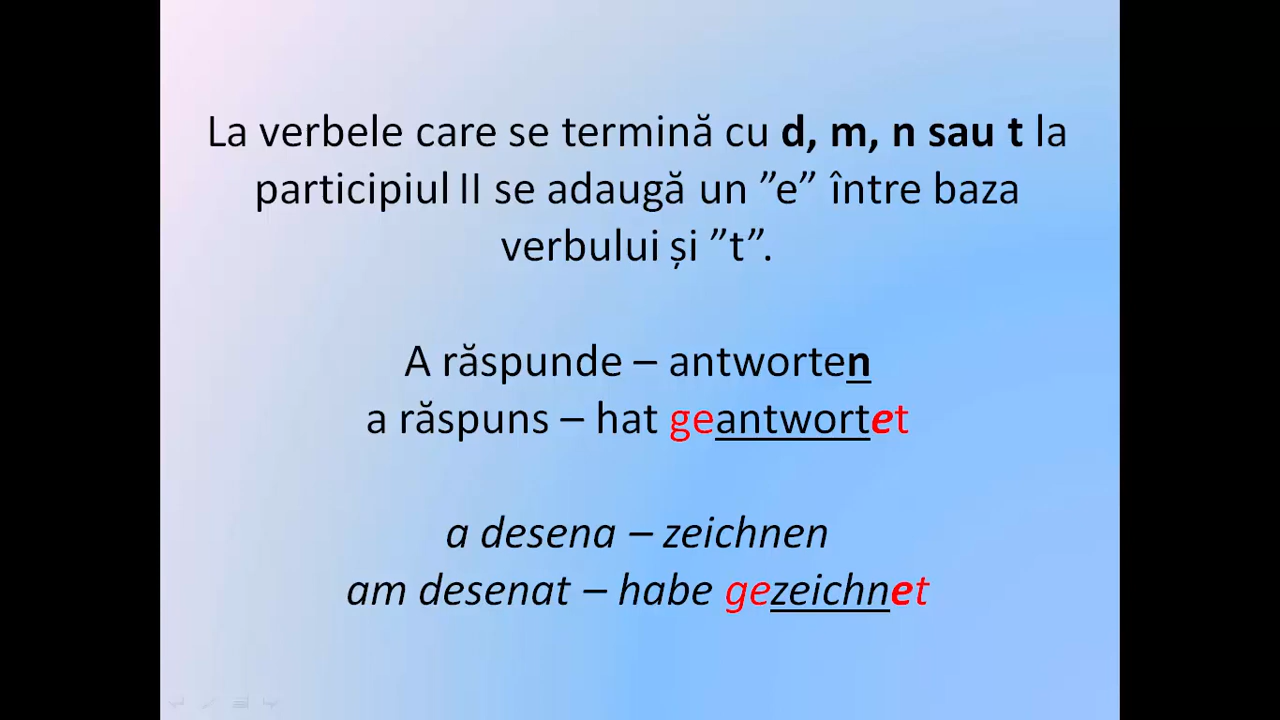 La verbele care se termină cu d, m, n sau t la
participiul II se adaugă un ”e” între baza
verbului și ”t”.
A răspunde – antworten
a răspuns – hat geantwortet
a desena – zeichnen
am desenat – habe gezeichnet